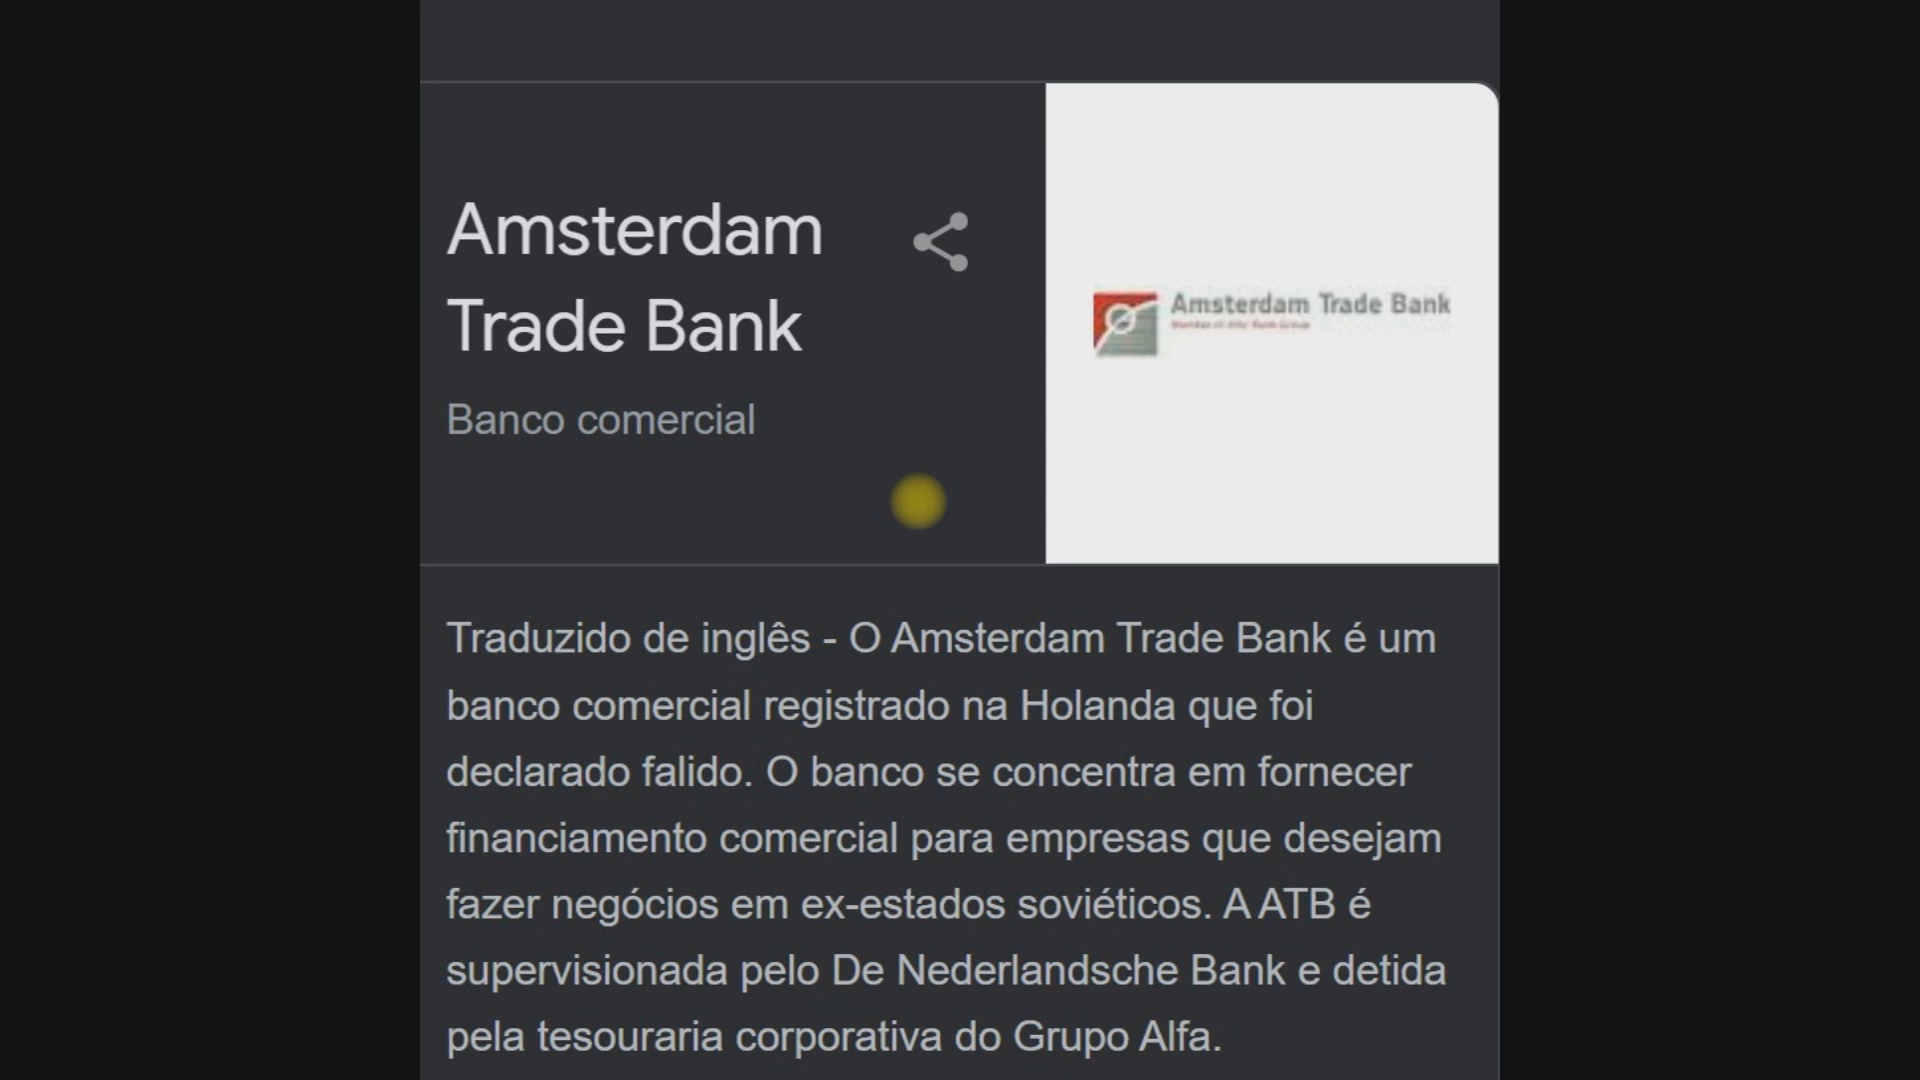 Amsterdam
Trade Bank
Banco comercial
Amsterdam Trade Bank
Traduzido de inglês - O Amsterdam Trade Bank é um
banco comercial registrado na Holanda que foi
declarado falido. O banco se concentra em fornecer
financiamento comercial para empresas que desejam
fazer negócios em ex-estados soviéticos. A ATB é
supervisionada pelo De Nederlandsche Bank e detida
pela tesouraria corporativa do Grupo Alfa.